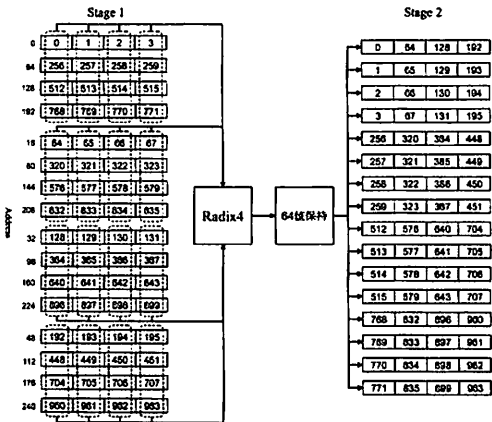 Stage 1
Stage 2
0 0 1 2 3
64 256 257 258 259
128 512 513 514 515
192 768 769 770 771
16 64 65 66 67
80 320 321 322 323
144 576 577 578 579
208 832 833 834 835
32 128 129 130 131
96 384 385 386 387
160 640 641 642 643
224 896 897 898 899
48 192 193 194 195
112 448 449 450 451
176 704 705 706 707
240 960 961 962 963
Address
Radix4
64 保持
0 64 128 192
1 65 129 193
2 66 130 194
3 67 131 195
256 320 384 448
257 321 385 449
258 322 386 450
259 323 387 451
512 576 640 704
513 577 641 705
514 578 642 706
515 579 643 707
768 832 896 960
769 833 897 961
770 834 898 962
771 835 899 963